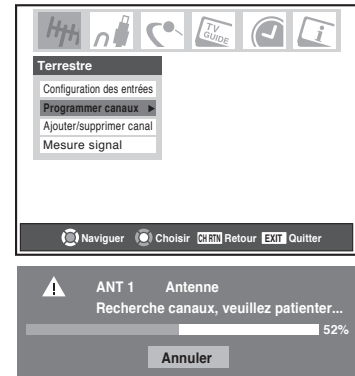 TV
GUIDE
i
Terrestre
Configuration des entrées
Programmer canaux
Ajouter/supprimer canal
Mesure signal
Naviguer Choisir CH RTN Retour EXIT Quitter
ANT 1 Antenne
Recherche canaux, veuillez patienter...
52%
Annuler